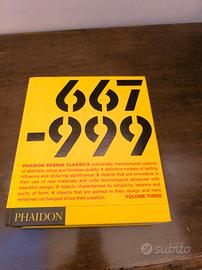 667
-999
PHAIDON DESIGN CLASSICS industrially manufactured objects
of aesthetic value and timeless quality: 1 definitive models of lasting
influence and enduring significance; 2 objects that are innovative in
their use of new materials and unite technological advances with
beautiful design; 3 objects characterized by simplicity, balance and
purity of form; 4 objects that are perfect in their design and have
remained unchanged since their creation.
VOLUME THREE
PHAIDON
subito